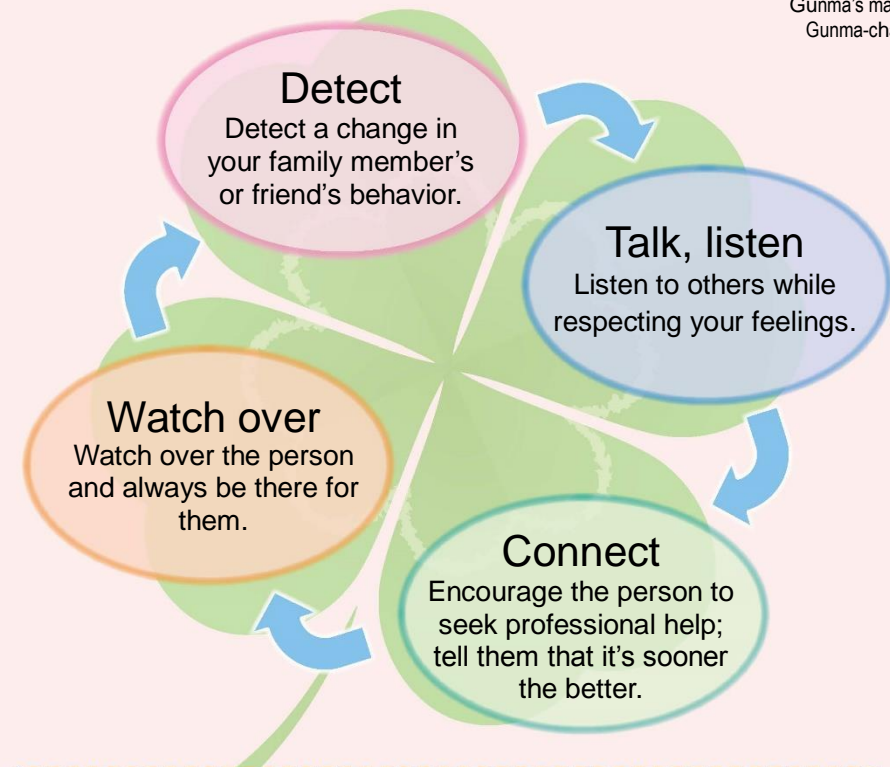 Gunma's
Detect
Detect a change in
your family member's
or friend's behavior.
Talk, listen
Listen to others while
respecting your feelings.
Connect
Encourage the person to
seek professional help;
tell them that it's sooner
the better.
Watch over
Watch over the person
and always be there for
them.